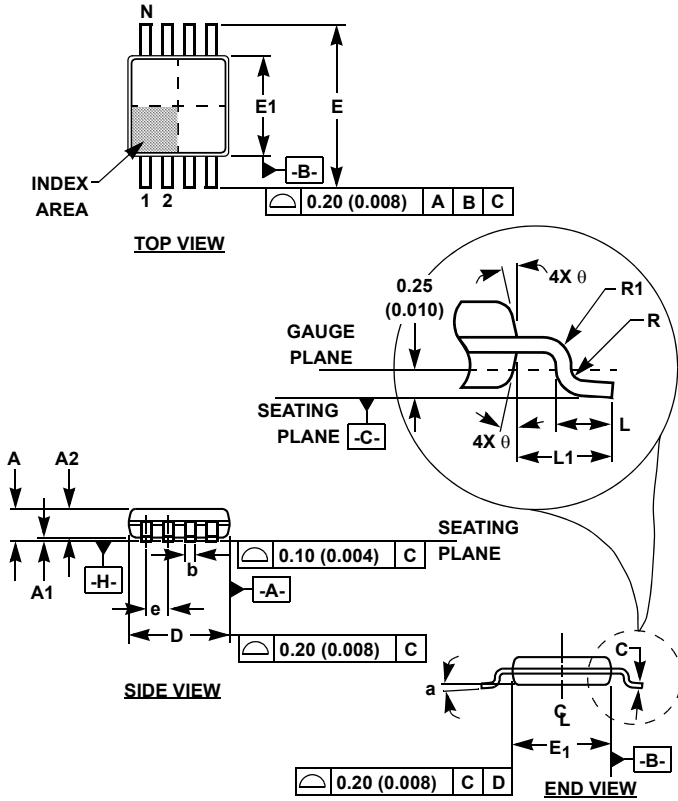 N
E1
E
-B-
INDEX
AREA
1 2
0.20 (0.008) A B C
TOP VIEW
0.25
(0.010)
4X θ
R1
R
GAUGE
PLANE
SEATING
PLANE -C-
4X θ
L
L1
A A2
SEATING
PLANE
A1
-H-
b
0.10 (0.004) C
-A-
e
D
0.20 (0.008) C
SIDE VIEW
C
a
CL
E1
-B-
0.20 (0.008) C D
END VIEW